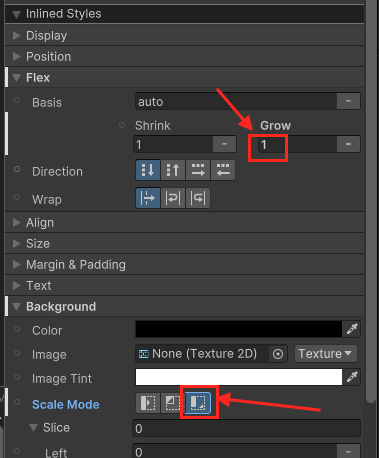 Inlined Styles
Display
Position
Flex
Basis auto -
Shrink Grow
1 - 1 -
Direction
Wrap
Align
Size
Margin & Padding
Text
Background
Color
Image None (Texture 2D) Texture
Image Tint
Scale Mode
Slice 0
Left 0 -